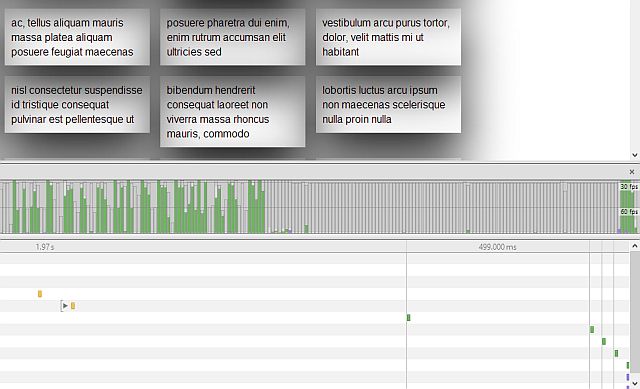 ac, tellus aliquam mauris
massa platea aliquam
posuere feugiat maecenas
posuere pharetra dui enim,
enim rutrum accumsan elit
ultricies sed
vestibulum arcu purus tortor,
dolor, velit mattis mi ut
habitant
nisl consectetur suspendisse
id tristique consequat
pulvinar est pellentesque ut
bibendum hendrerit
consequat laoreet non
viverra massa rhoncus
mauris, commodo
lobortis luctus arcu ipsum
non maecenas scelerisque
nulla proin nulla
30 fps
60 fps
1.97 s
499.000 ms